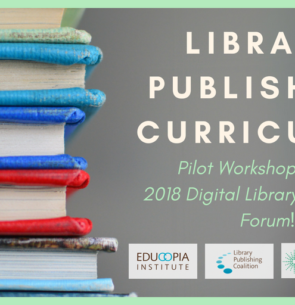 LIBRA
PUBLISH
CURRICU
Pilot Workshop
2018 Digital Library
Forum!
EDUCOPIA
INSTITUTE
Library
Publishing
Coalition